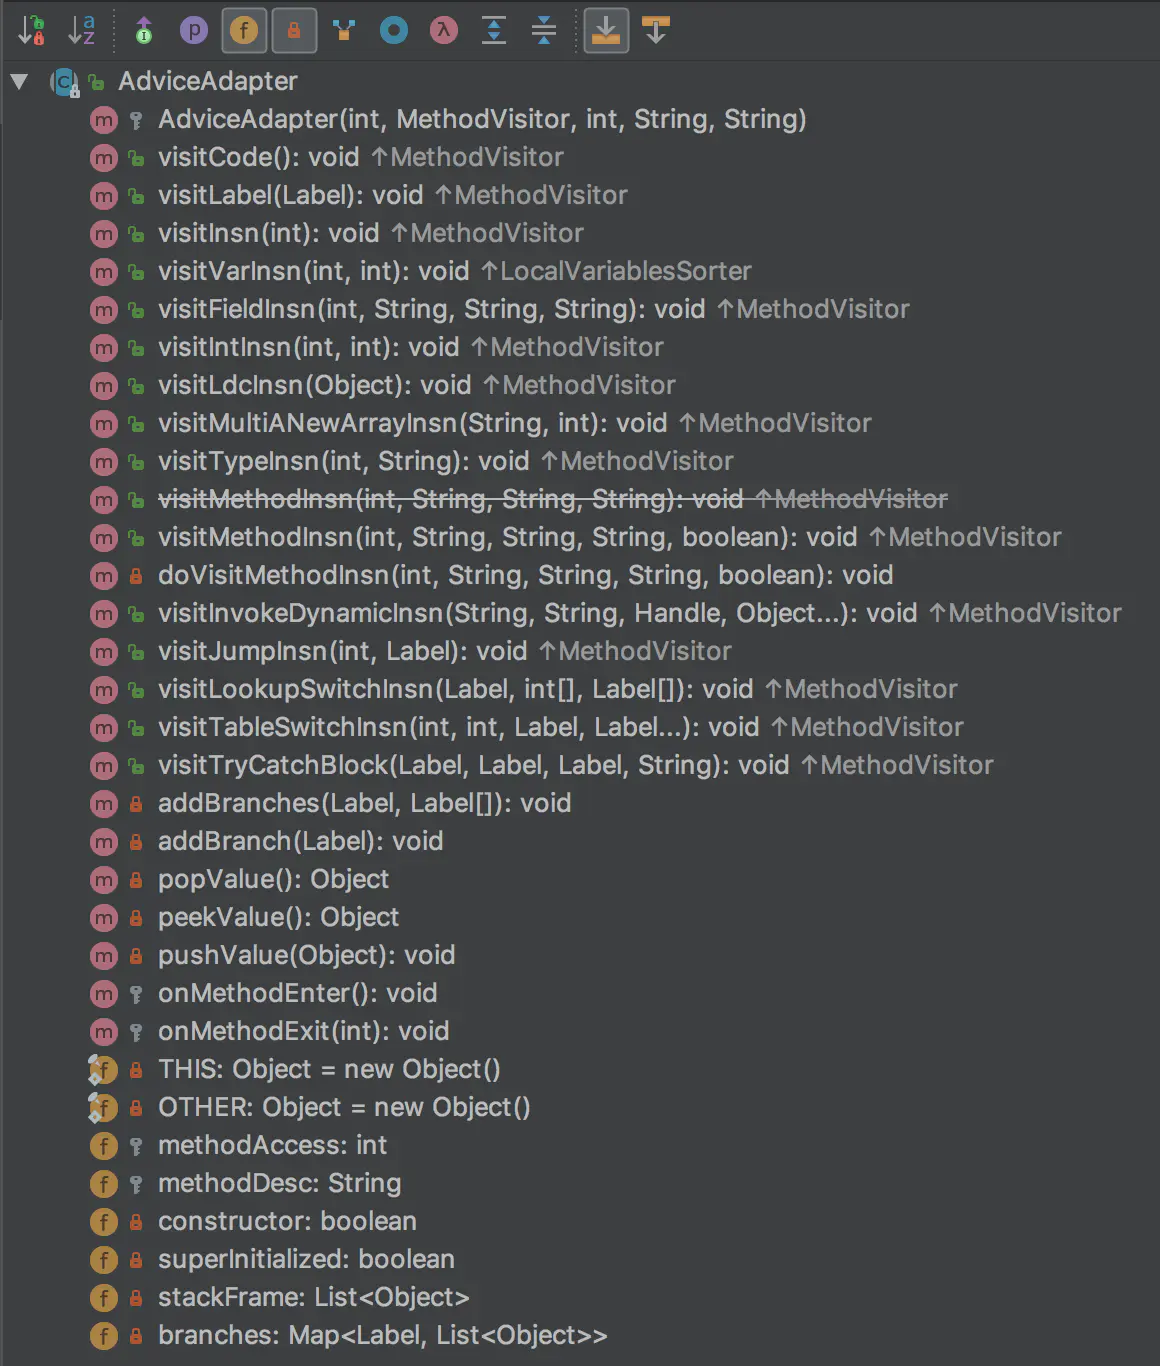 a
z
I
p
f
λ
C AdviceAdapter
m AdviceAdapter(int, MethodVisitor, int, String, String)
m visitCode(): void ↑MethodVisitor
m visitLabel(Label): void ↑MethodVisitor
m visitInsn(int): void ↑MethodVisitor
m visitVarInsn(int, int): void ↑LocalVariablesSorter
m visitFieldInsn(int, String, String, String): void ↑MethodVisitor
m visitIntInsn(int, int): void ↑MethodVisitor
m visitLdcInsn(Object): void ↑MethodVisitor
m visitMultiANewArrayInsn(String, int): void ↑MethodVisitor
m visitTypeInsn(int, String): void ↑MethodVisitor
m visitMethodInsn(int, String, String, String): void ↑MethodVisitor
m visitMethodInsn(int, String, String, String, boolean): void ↑MethodVisitor
m doVisitMethodInsn(int, String, String, String, boolean): void
m visitInvokeDynamicInsn(String, String, Handle, Object...): void ↑MethodVisitor
m visitJumpInsn(int, Label): void ↑MethodVisitor
m visitLookupSwitchInsn(Label, int[], Label[]): void ↑MethodVisitor
m visitTableSwitchInsn(int, int, Label, Label...): void ↑MethodVisitor
m visitTryCatchBlock(Label, Label, Label, String): void ↑MethodVisitor
m addBranches(Label, Label[]): void
m addBranch(Label): void
m popValue(): Object
m peekValue(): Object
m pushValue(Object): void
m onMethodEnter(): void
m onMethodExit(int): void
f THIS: Object = new Object()
f OTHER: Object = new Object()
f methodAccess: int
f methodDesc: String
f constructor: boolean
f superInitialized: boolean
f stackFrame: List<Object>
f branches: Map<Label, List<Object>>